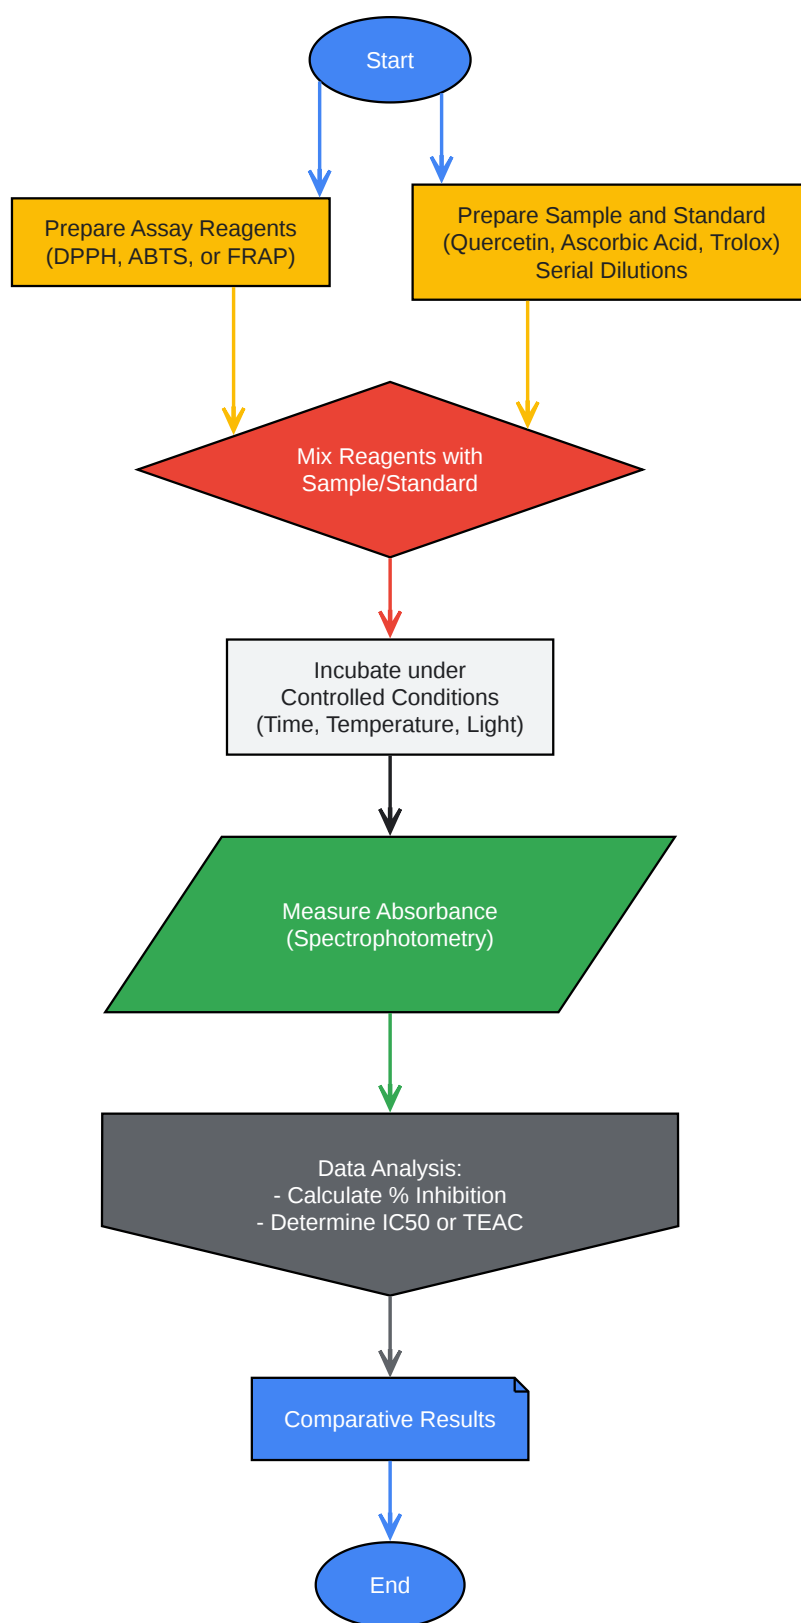 Start
Prepare Assay Reagents
(DPPH, ABTS, or FRAP)
Prepare Sample and Standard
(Quercetin, Ascorbic Acid, Trolox)
Serial Dilutions
Mix Reagents with
Sample/Standard
Incubate under
Controlled Conditions
(Time, Temperature, Light)
Measure Absorbance
(Spectrophotometry)
Data Analysis:
- Calculate % Inhibition
- Determine IC50 or TEAC
Comparative Results
End